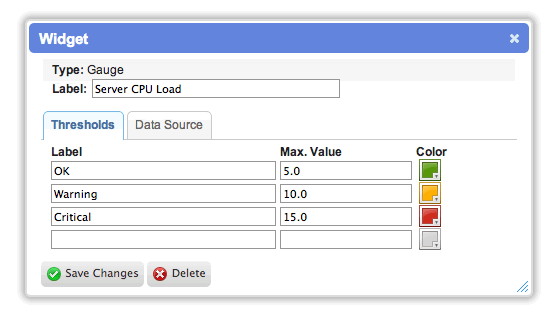 Widget
Type: Gauge
Label: Server CPU Load
Thresholds Data Source
Label Max. Value Color
OK 5.0
Warning 10.0
Critical 15.0
Save Changes Delete